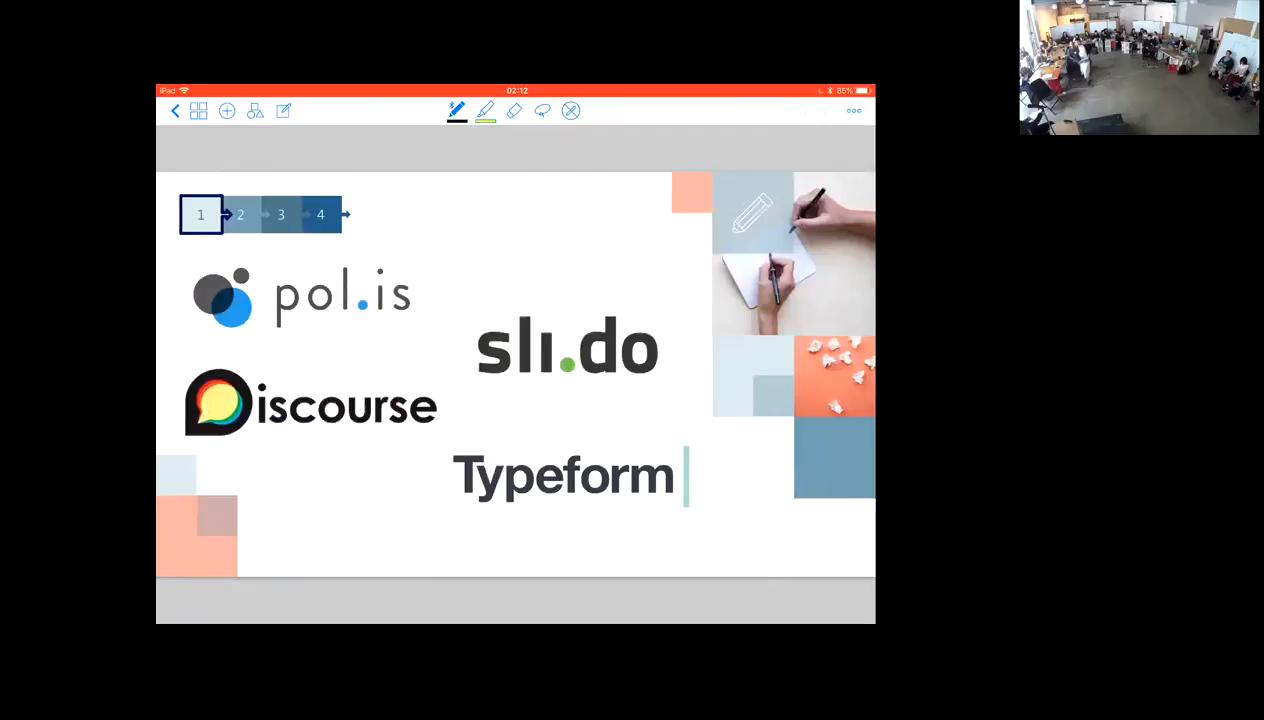 iPad
02:12
85%
1 2 3 4
pol.is
sli.do
Discourse
Typeform